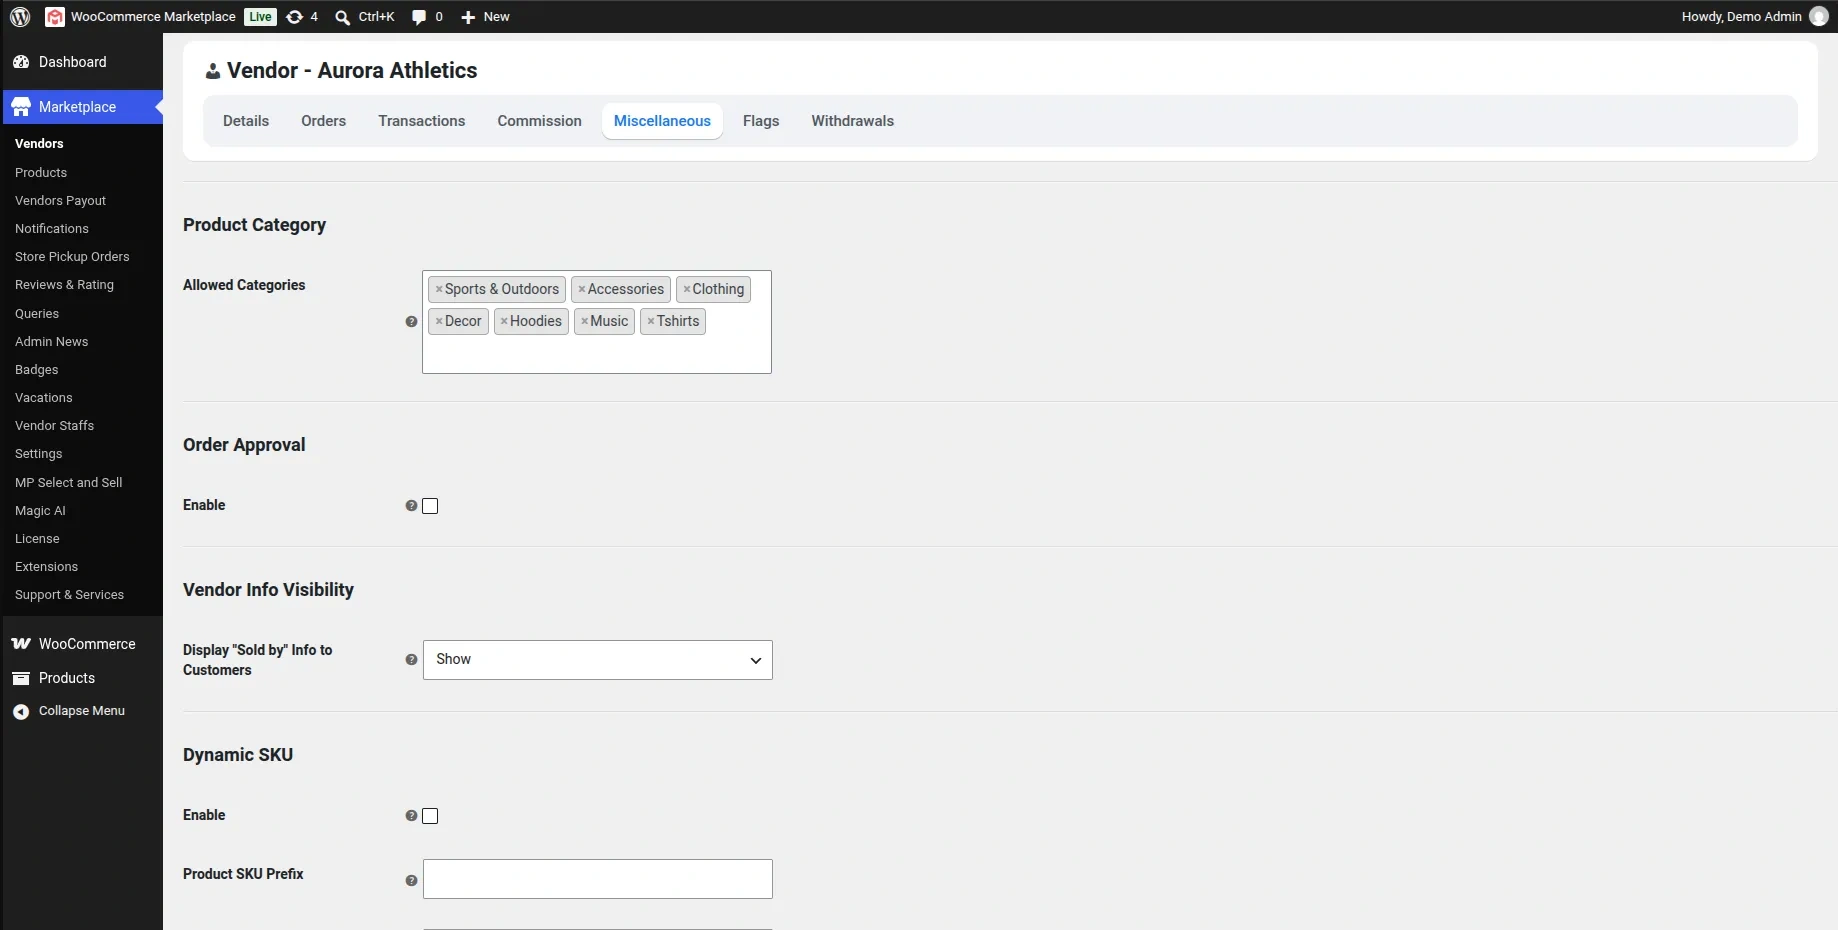 WooCommerce Marketplace Live 4 Ctrl+K 0 New Howdy, Demo Admin
Dashboard
Marketplace
Vendors
Products
Vendors Payout
Notifications
Store Pickup Orders
Reviews & Rating
Queries
Admin News
Badges
Vacations
Vendor Staffs
Settings
MP Select and Sell
Magic AI
License
Extensions
Support & Services
WooCommerce
Products
Collapse Menu
Vendor - Aurora Athletics
Details Orders Transactions Commission Miscellaneous Flags Withdrawals
Product Category
Allowed Categories
×Sports & Outdoors ×Accessories ×Clothing
×Decor ×Hoodies ×Music ×Tshirts
Order Approval
Enable
Vendor Info Visibility
Display "Sold by" Info to
Customers
Show
Dynamic SKU
Enable
Product SKU Prefix